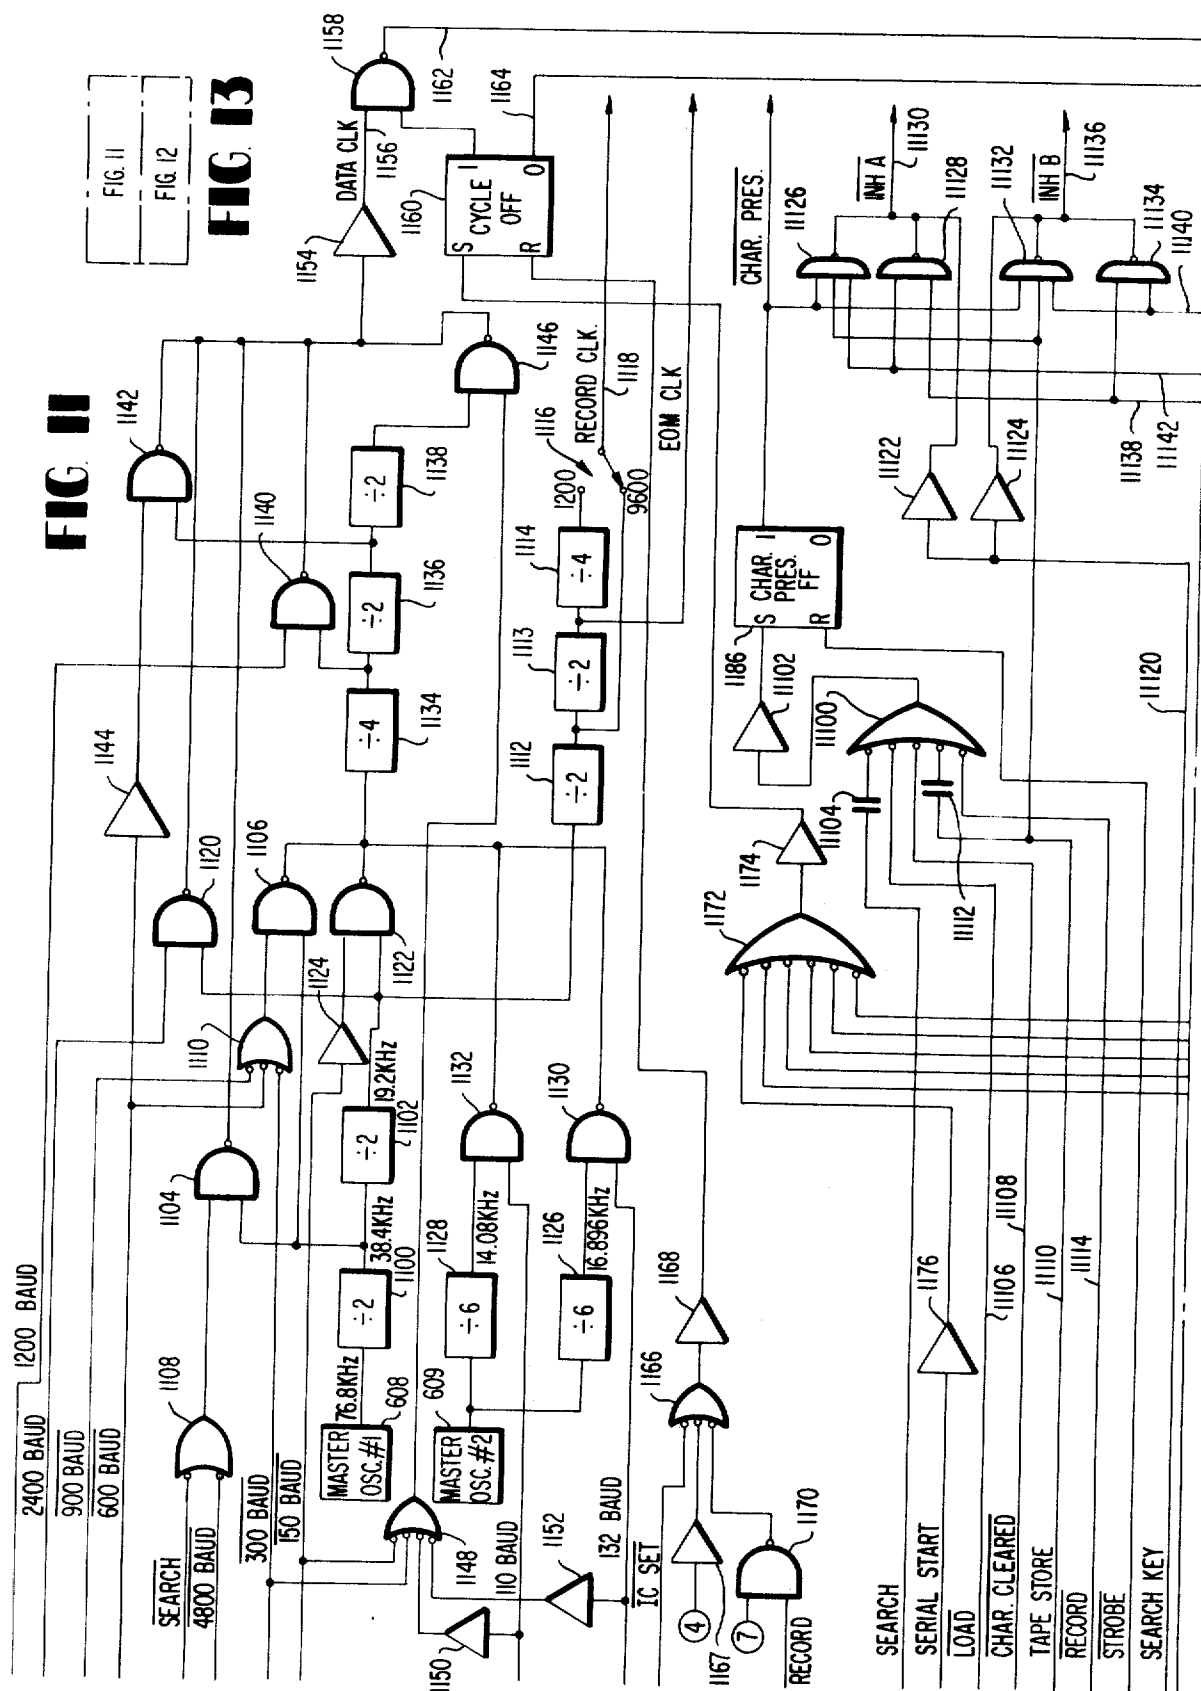 FIG. 11
FIG. 12
FIG. 13
FIG. 11
1200 BAUD
2400 BAUD
900 BAUD
600 BAUD
SEARCH
4800 BAUD
300 BAUD
150 BAUD
1108
1104
1110
1120
1144
1142
1140
1106
1124
1122
MASTER OSC. #1
608
76.8KHz
÷2
1100
38.4KHz
÷2
1102
19.2KHz
÷4
1134
÷2
1136
÷2
1138
1146
1154
DATA CLK
1156
1158
1162
1160
S
CYCLE OFF
R
1
0
1164
MASTER OSC. #2
609
÷6
1128
14.08KHz
1132
÷6
1126
16.896KHz
1130
1148
110 BAUD
1150
1152
132 BAUD
÷2
1112
÷2
1113
÷4
1114
1200
9600
1116
RECORD CLK.
1118
EOM CLK
IC SET
4
1167
7
RECORD
1170
1166
1168
1172
1174
1176
11104
11100
11112
11102
1186
S
CHAR. PRES. FF
R
1
0
CHAR. PRES.
11126
INH A
11130
11128
11132
INH B
11136
11134
11140
11142
11138
11122
11124
11120
SEARCH
SERIAL START
LOAD
11106
CHAR. CLEARED
11108
TAPE STORE
11110
RECORD
11114
STROBE
SEARCH KEY